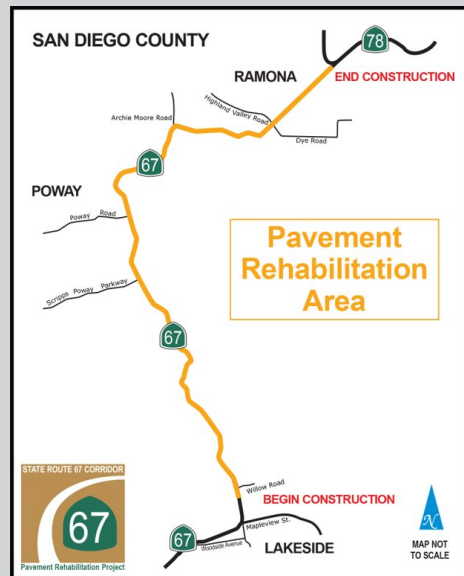 SAN DIEGO COUNTY
78
RAMONA
END CONSTRUCTION
Highland Valley Road
Archie Moore Road
Dye Road
67
POWAY
Poway Road
Pavement
Rehabilitation
Area
Scripps Poway Parkway
67
STATE ROUTE 67 CORRIDOR
67
Pavement Rehabilitation Project
Willow Road
BEGIN CONSTRUCTION
Mapleview St.
67
Woodside Avenue
LAKESIDE
N
MAP NOT
TO SCALE